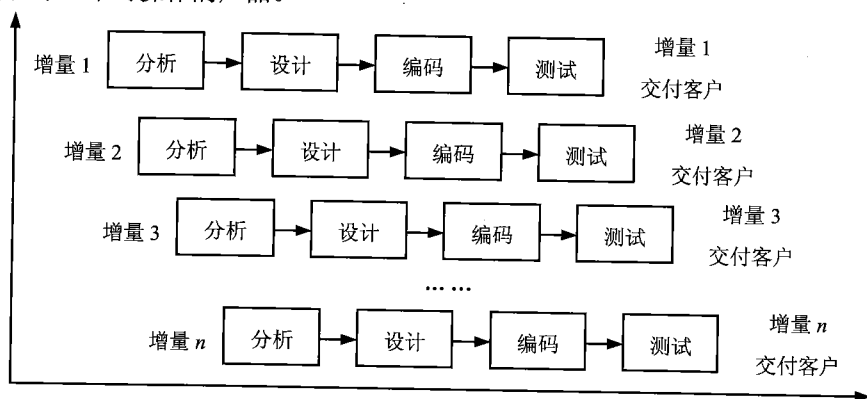 增量 1 分析 设计 编码 测试 增量 1
交付客户
增量 2 分析 设计 编码 测试 增量 2
交付客户
增量 3 分析 设计 编码 测试 增量 3
交付客户
… …
增量 n 分析 设计 编码 测试 增量 n
交付客户